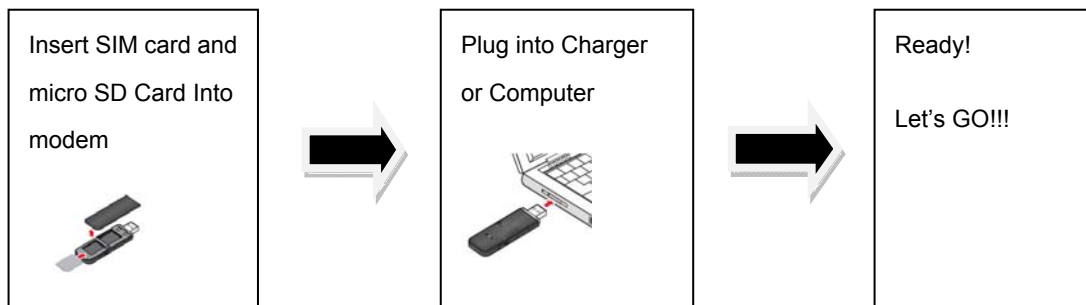 Insert SIM card and
micro SD Card Into
modem
Plug into Charger
or Computer
Ready!
Let's GO!!!